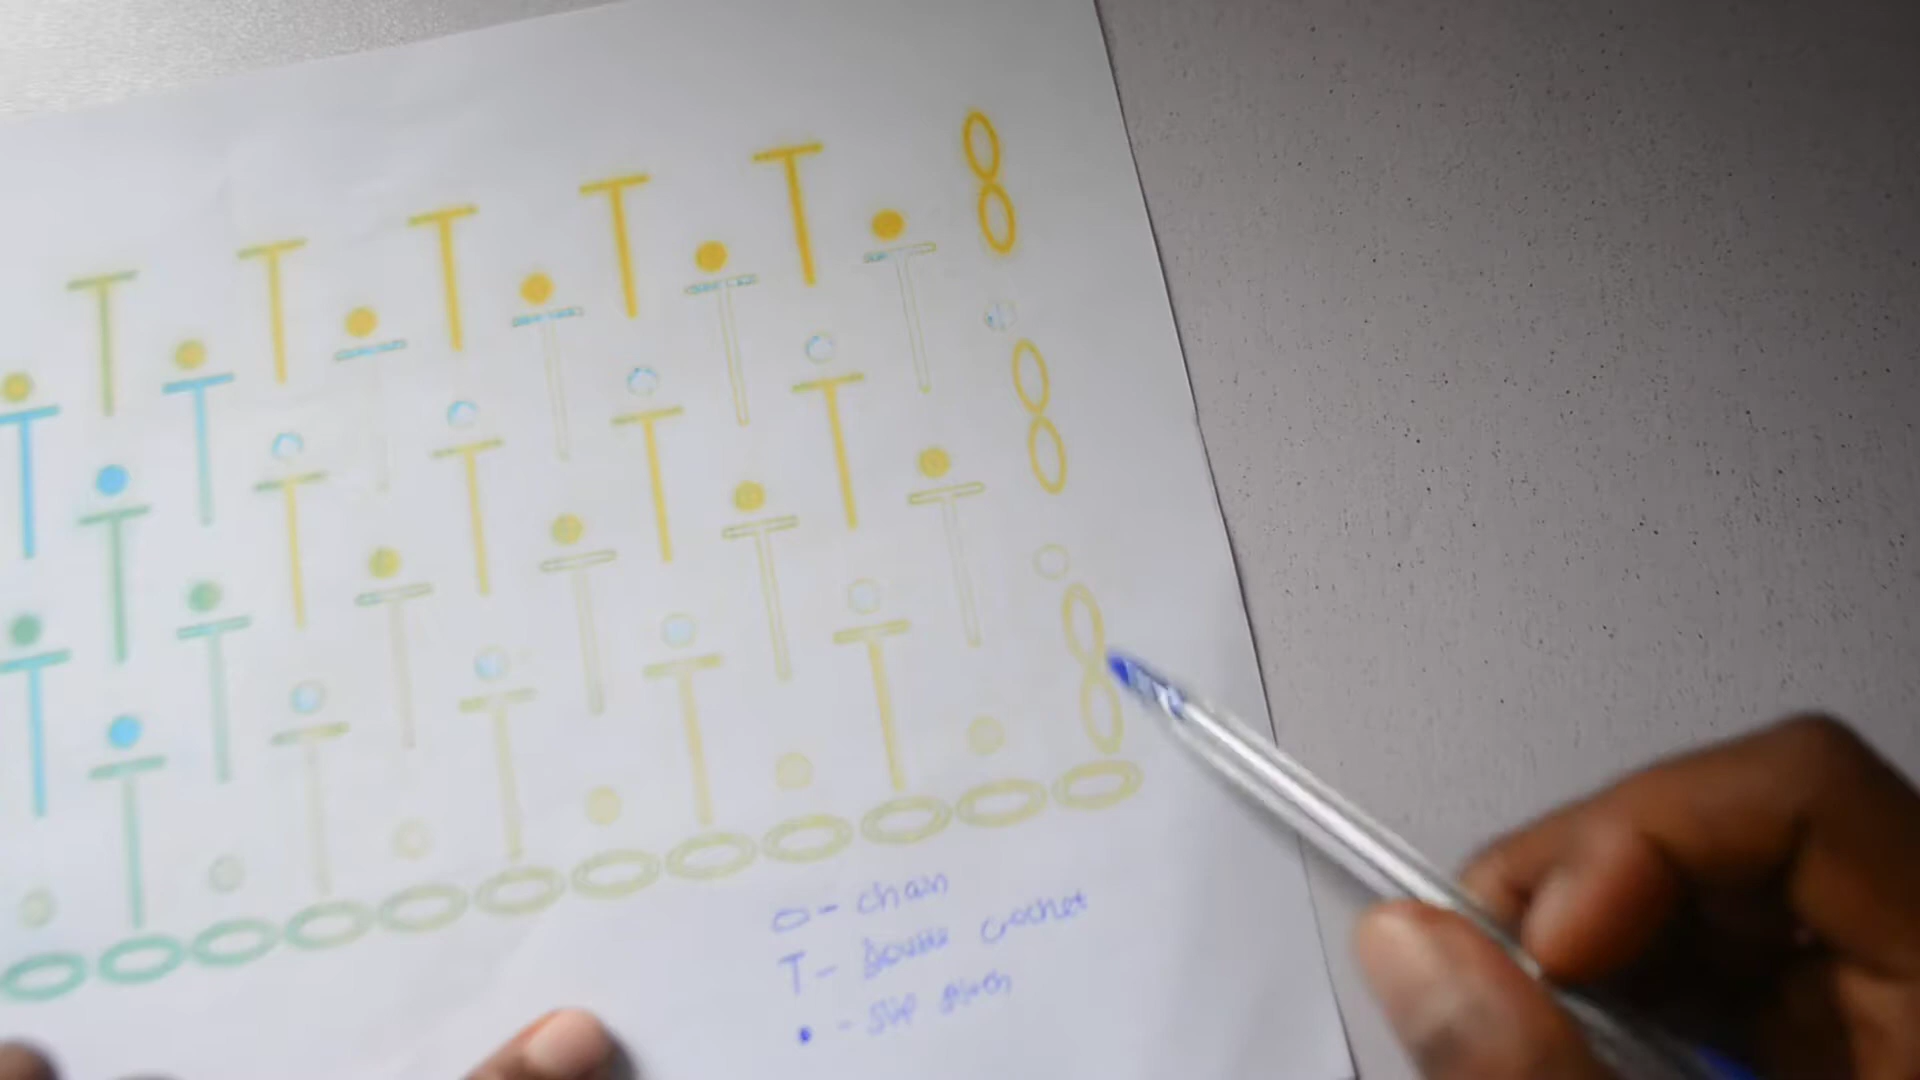 O - chain
T - Double crochet
• - Slip stitch